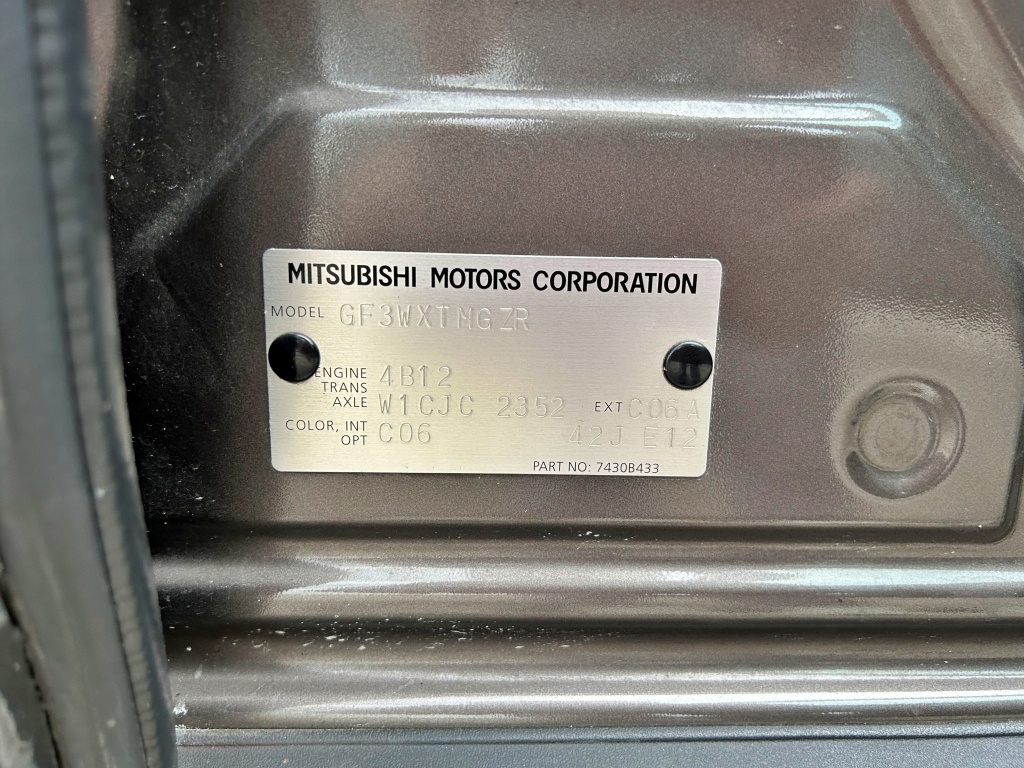 MITSUBISHI MOTORS CORPORATION
MODEL GF3WXTMGZR
ENGINE 4B12
TRANS
AXLE W1CJC 2352 EXT C06A
COLOR, INT C06 42J E12
OPT
PART NO: 7430B433